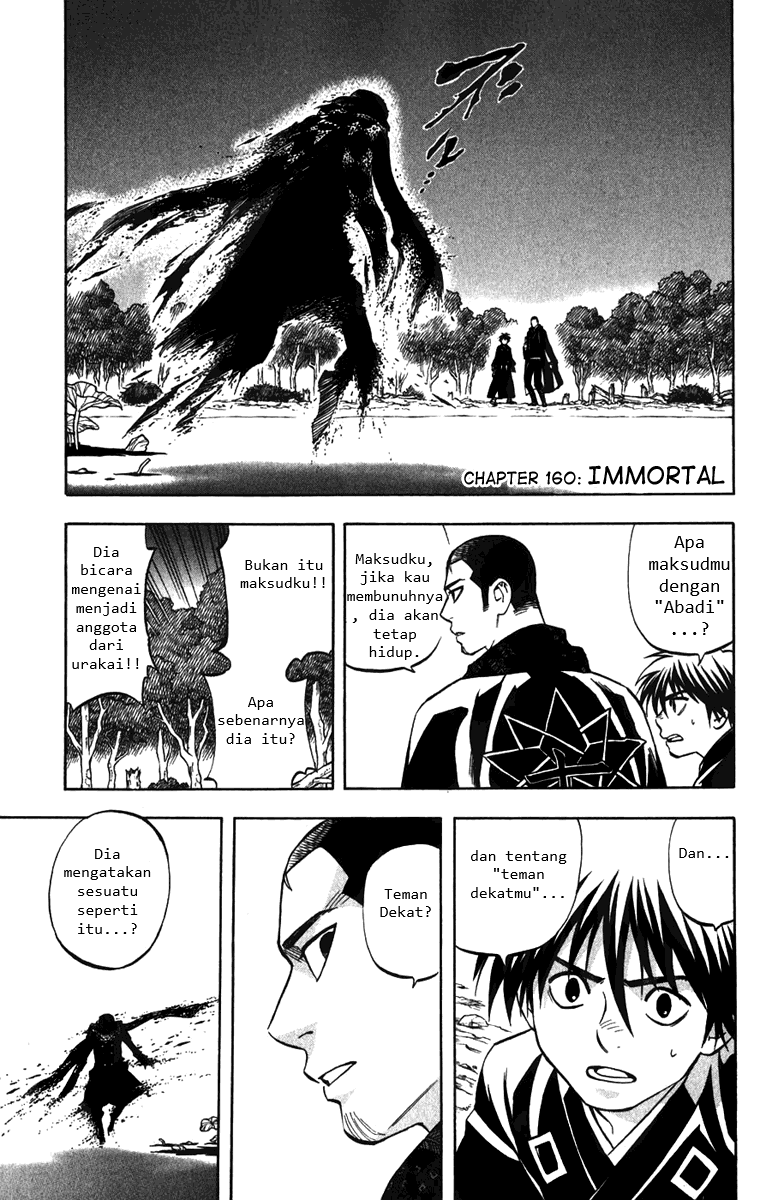 CHAPTER 160: IMMORTAL
Apa
maksudmu
dengan
"Abadi"
...?
Maksudku,
jika kau
membunuhnya
, dia akan
tetap
hidup.
Bukan itu
maksudku!!
Apa
sebenarnya
dia itu?
Dia
bicara
mengenai
menjadi
anggota
dari
urakai!!
Dan...
dan tentang
"teman
dekatmu"...
Teman
Dekat?
Dia
mengatakan
sesuatu
seperti
itu...?